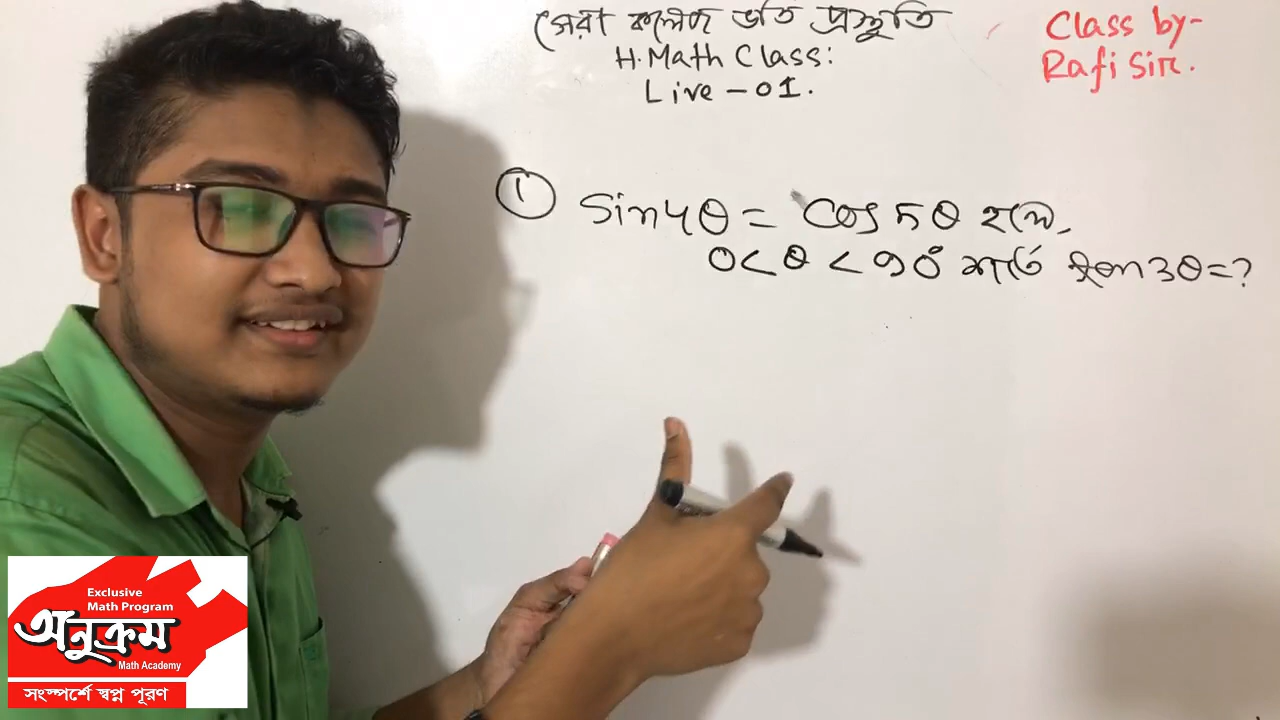 সেরা কলেজ ভর্তি প্রস্তুতি
H.Math Class:
Live-01.
Class by-
Rafi Sir.
① Sin4θ = Cos5θ হলে,
0<θ<90° শর্তে tan3θ=?
Exclusive
Math Program
অনুক্রম
Math Academy
সংস্পর্শে স্বপ্ন পূরণ